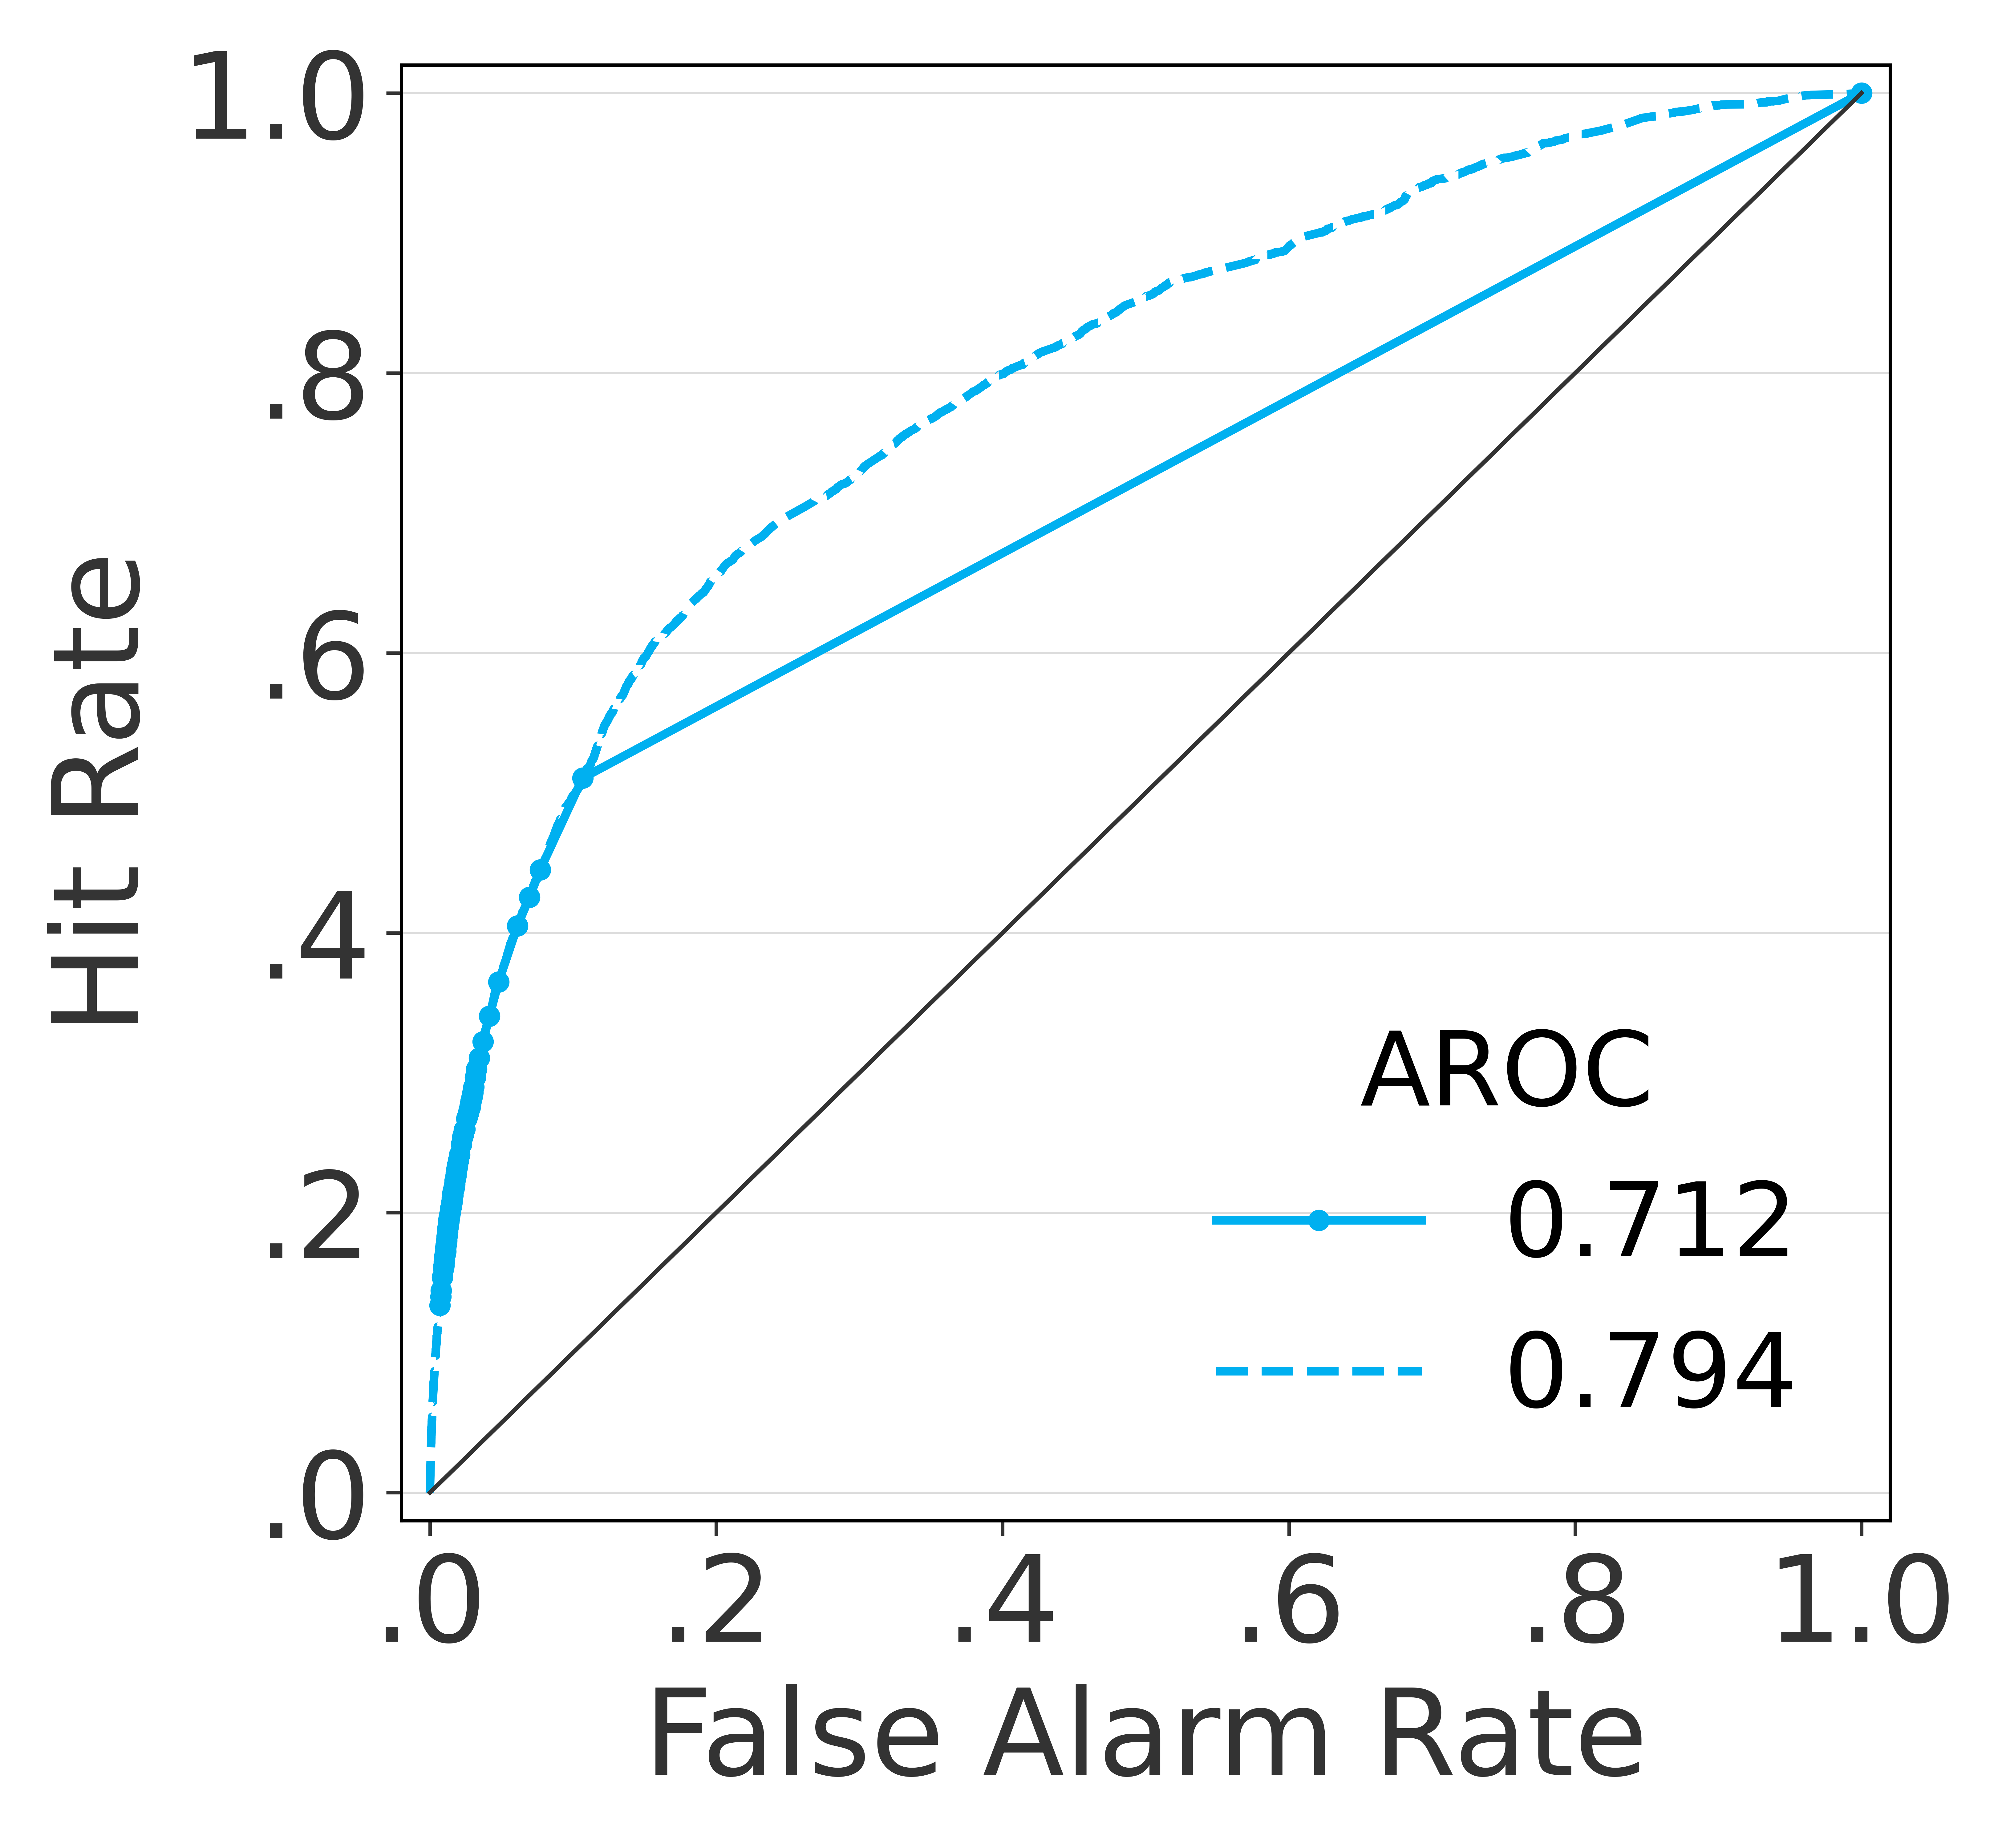 1.0
.8
.6
.4
.2
.0
Hit Rate
AROC
0.712
0.794
.0 .2 .4 .6 .8 1.0
False Alarm Rate